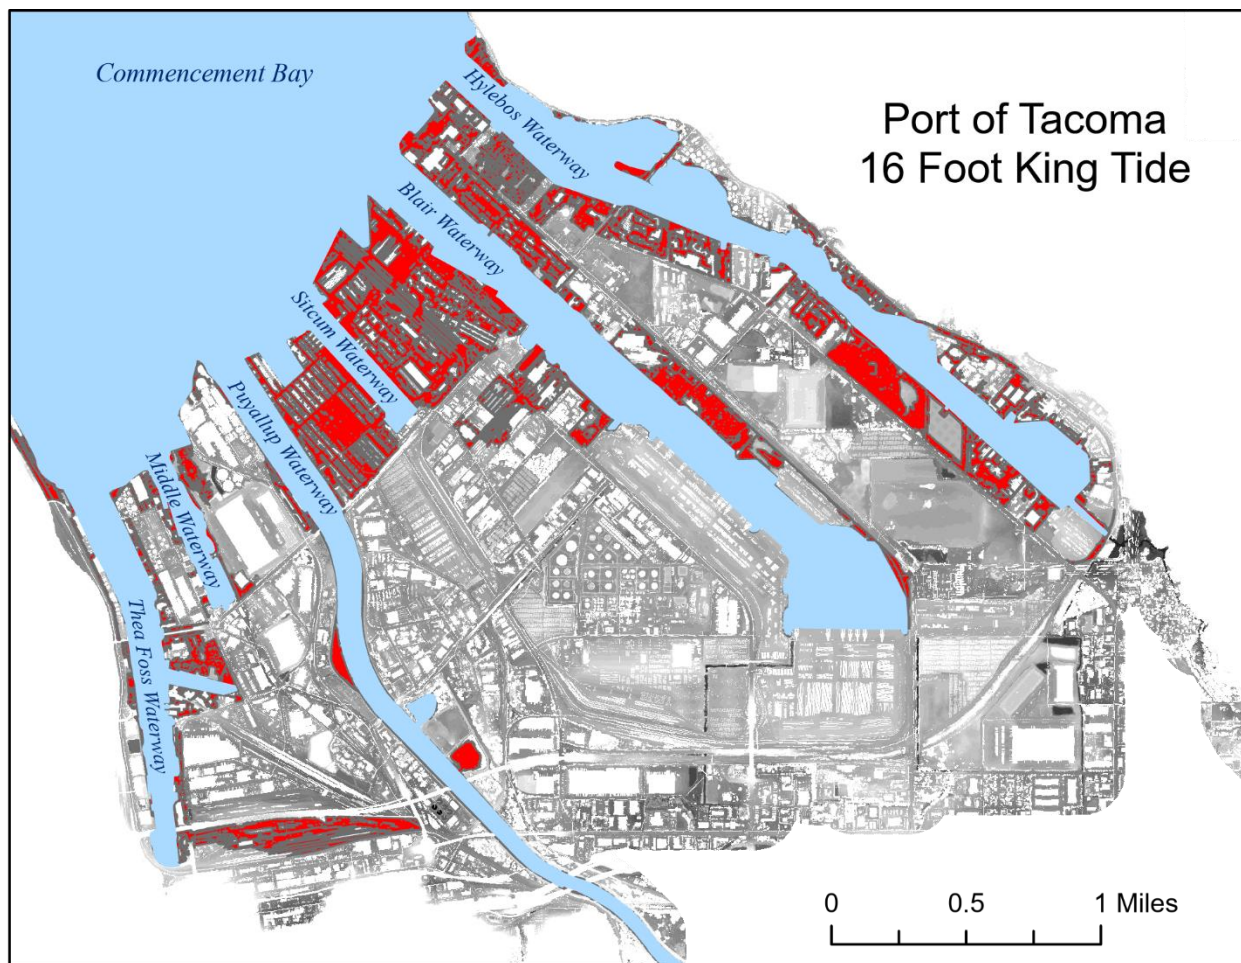 Commencement Bay
Hylebos Waterway
Port of Tacoma
16 Foot King Tide
Blair Waterway
Sitcum Waterway
Puyallup Waterway
Middle Waterway
Thea Foss Waterway
0 0.5 1 Miles